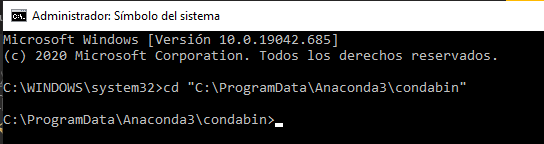 Administrador: Símbolo del sistema
Microsoft Windows [Versión 10.0.19042.685]
(c) 2020 Microsoft Corporation. Todos los derechos reservados.
C:\WINDOWS\system32>cd "C:\ProgramData\Anaconda3\condabin"
C:\ProgramData\Anaconda3\condabin>